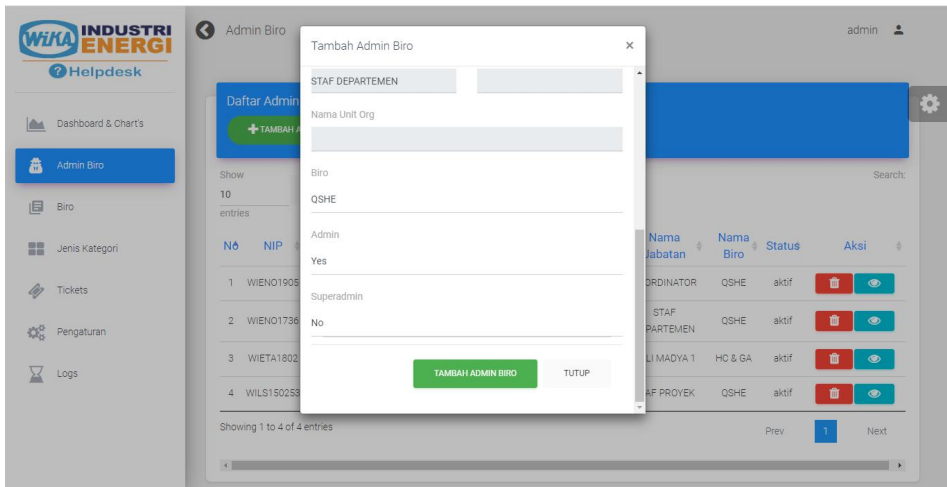 WiKA INDUSTRI ENERGI
Helpdesk
Dashboard & Chart's
Admin Biro
Biro
Jenis Kategori
Tickets
Pengaturan
Logs
Admin Biro
admin
Daftar Admin
TAMBAH A
Show
10
entries
Search:
No NIP Nama Jabatan Nama Biro Status Aksi
1 WIENO1905 ORDINATOR QSHE aktif
2 WIENO1736 STAF PARTEMEN QSHE aktif
3 WIETA1802 LI MADYA 1 HC & GA aktif
4 WILS150253 AF PROYEK QSHE aktif
Showing 1 to 4 of 4 entries
Prev 1 Next
Tambah Admin Biro ×
STAF DEPARTEMEN
Nama Unit Org
Biro
QSHE
Admin
Yes
Superadmin
No
TAMBAH ADMIN BIRO TUTUP